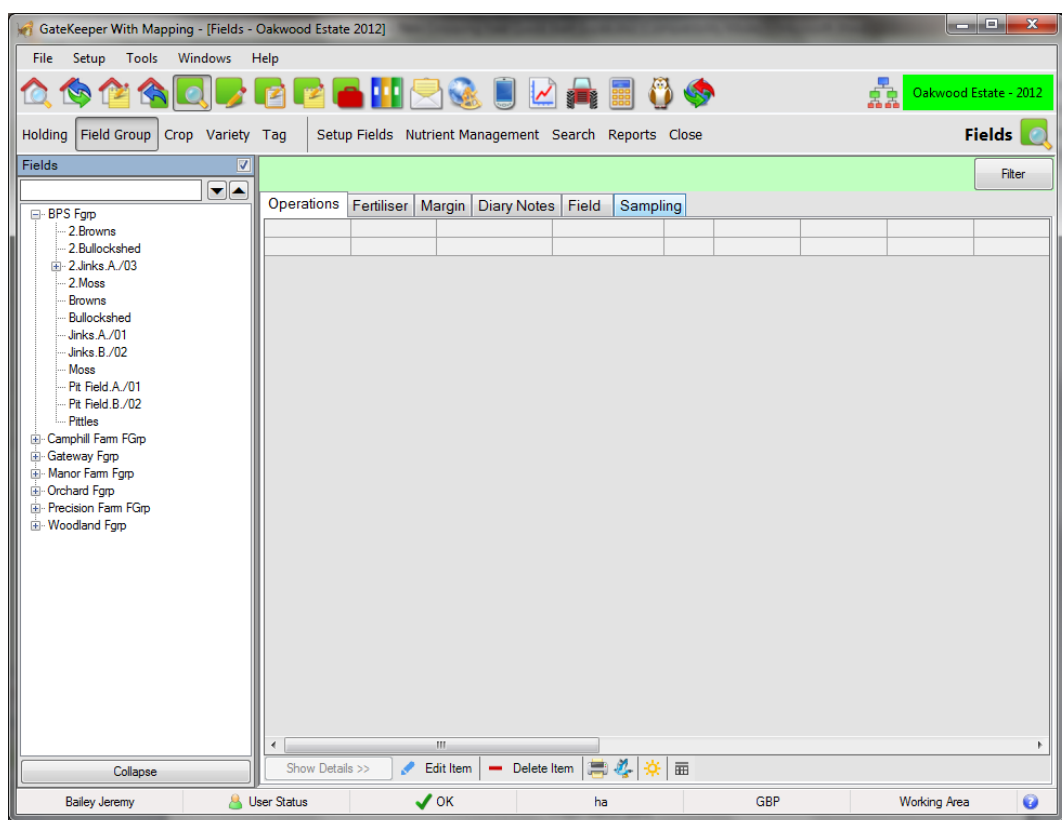 GateKeeper With Mapping - [Fields - Oakwood Estate 2012]
File Setup Tools Windows Help
Oakwood Estate - 2012
Holding Field Group Crop Variety Tag Setup Fields Nutrient Management Search Reports Close Fields
Fields
Filter
Operations Fertiliser Margin Diary Notes Field Sampling
BPS Fgrp
2.Browns
2.Bullockshed
2.Jinks.A./03
2.Moss
Browns
Bullockshed
Jinks.A./01
Jinks.B./02
Moss
Pit Field.A./01
Pit Field.B./02
Pittles
Camphill Farm FGrp
Gateway Fgrp
Manor Farm Fgrp
Orchard Fgrp
Precision Farm FGrp
Woodland Fgrp
Collapse
Show Details >> Edit Item Delete Item
Bailey Jeremy User Status OK ha GBP Working Area